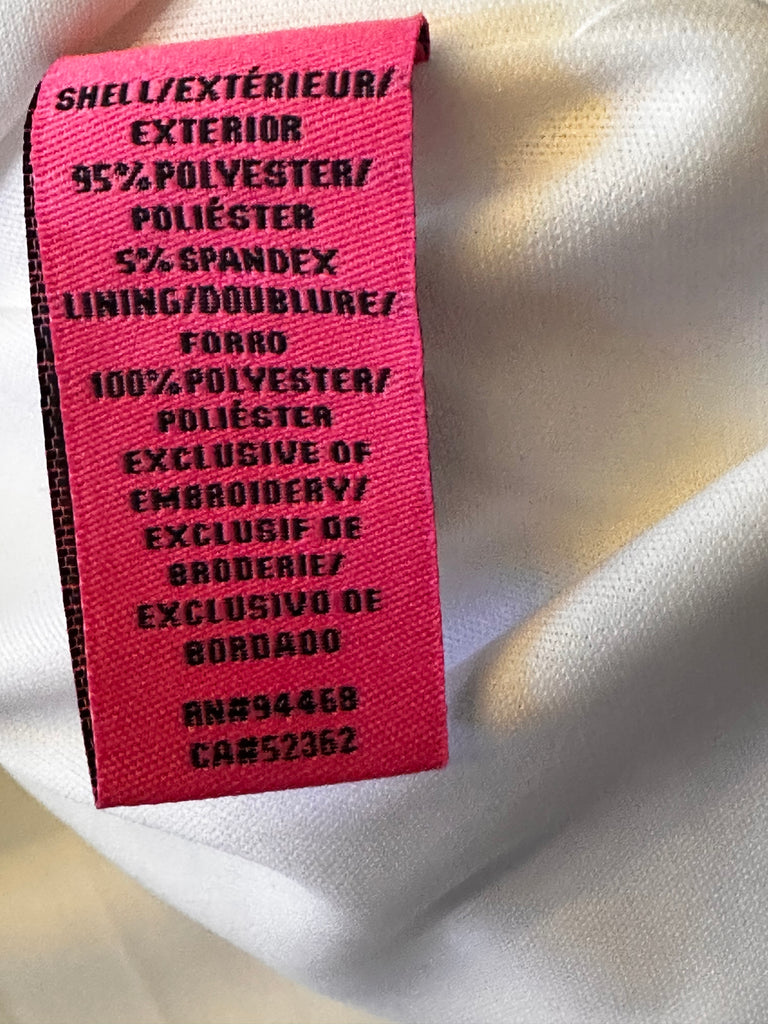 SHELL/EXTÉRIEUR/
EXTERIOR
95% POLYESTER/
POLIÉSTER
5% SPANDEX
LINING/DOUBLURE/
FORRO
100% POLYESTER/
POLIÉSTER
EXCLUSIVE OF
EMBROIDERY/
EXCLUSIF DE
BRODERIE/
EXCLUSIVO DE
BORDADO
RN#94468
CA#52362